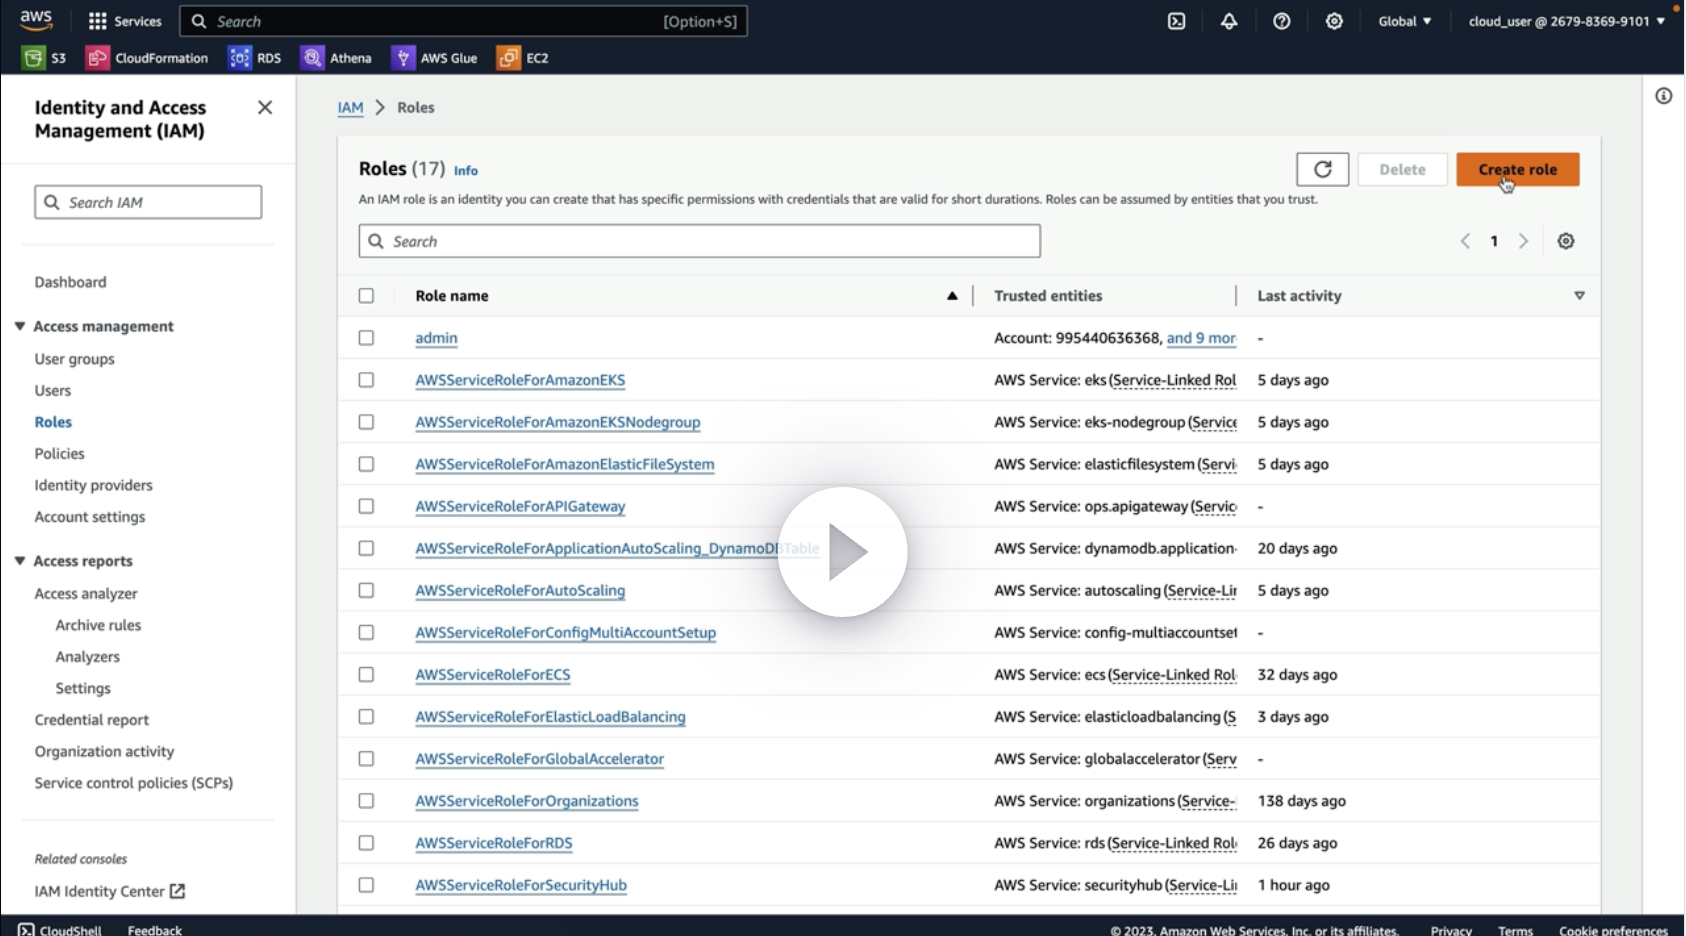 aws
Services
Search
[Option+S]
Global
cloud_user @ 2679-8369-9101
S3
CloudFormation
RDS
Athena
AWS Glue
EC2
Identity and Access
Management (IAM)
Search IAM
Dashboard
Access management
User groups
Users
Roles
Policies
Identity providers
Account settings
Access reports
Access analyzer
Archive rules
Analyzers
Settings
Credential report
Organization activity
Service control policies (SCPs)
Related consoles
IAM Identity Center
IAM > Roles
Roles (17) Info
Delete
Create role
An IAM role is an identity you can create that has specific permissions with credentials that are valid for short durations. Roles can be assumed by entities that you trust.
Search
1
Role name Trusted entities Last activity
admin Account: 995440636368, and 9 mor -
AWSServiceRoleForAmazonEKS AWS Service: eks (Service-Linked Rol 5 days ago
AWSServiceRoleForAmazonEKSNodegroup AWS Service: eks-nodegroup (Service 5 days ago
AWSServiceRoleForAmazonElasticFileSystem AWS Service: elasticfilesystem (Servi 5 days ago
AWSServiceRoleForAPIGateway AWS Service: ops.apigateway (Servic -
AWSServiceRoleForApplicationAutoScaling_DynamoDBTable AWS Service: dynamodb.application- 20 days ago
AWSServiceRoleForAutoScaling AWS Service: autoscaling (Service-Lir 5 days ago
AWSServiceRoleForConfigMultiAccountSetup AWS Service: config-multiaccountset -
AWSServiceRoleForECS AWS Service: ecs (Service-Linked Rol 32 days ago
AWSServiceRoleForElasticLoadBalancing AWS Service: elasticloadbalancing (S 3 days ago
AWSServiceRoleForGlobalAccelerator AWS Service: globalaccelerator (Serv -
AWSServiceRoleForOrganizations AWS Service: organizations (Service- 138 days ago
AWSServiceRoleForRDS AWS Service: rds (Service-Linked Rol 26 days ago
AWSServiceRoleForSecurityHub AWS Service: securityhub (Service-Li 1 hour ago
CloudShell
Feedback
© 2023, Amazon Web Services, Inc. or its affiliates.
Privacy
Terms
Cookie preferences